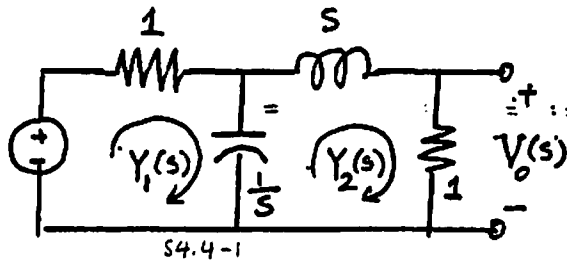 1
S
+
-
Y₁(s)
1/S
Y₂(s)
1
+
V₀(s)
-
S4.4-1